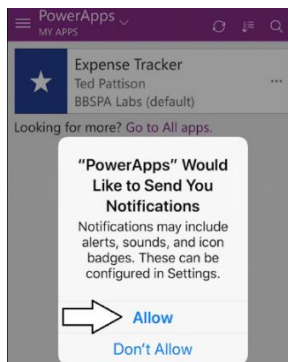 PowerApps
MY APPS
Expense Tracker
Ted Pattison
BBSPA Labs (default)
Looking for more? Go to All apps.
"PowerApps" Would
Like to Send You
Notifications
Notifications may include
alerts, sounds, and icon
badges. These can be
configured in Settings.
Allow
Don't Allow